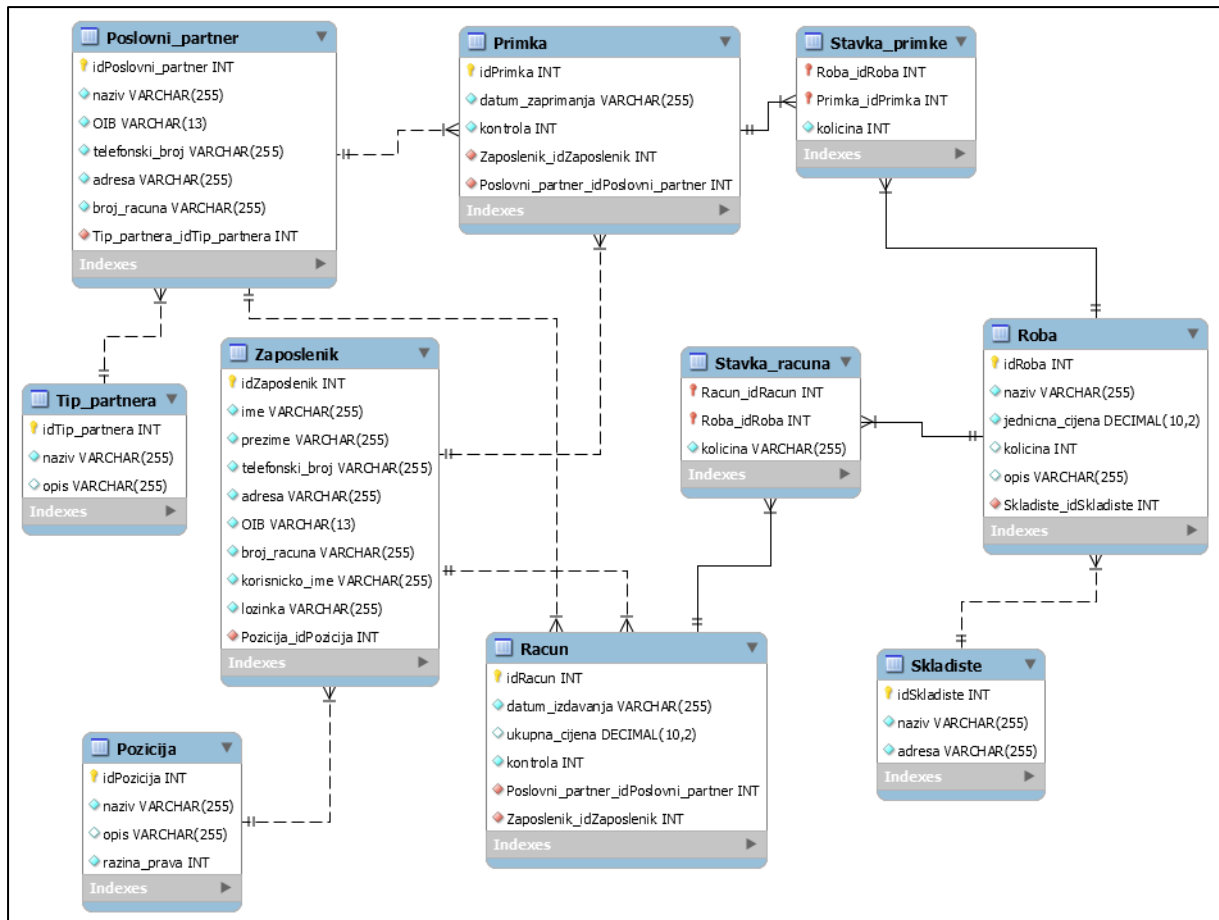 Poslovni_partner
idPoslovni_partner INT
naziv VARCHAR(255)
OIB VARCHAR(13)
telefonski_broj VARCHAR(255)
adresa VARCHAR(255)
broj_racuna VARCHAR(255)
Tip_partnera_idTip_partnera INT
Indexes
Primka
idPrimka INT
datum_zaprimanja VARCHAR(255)
kontrola INT
Zaposlenik_idZaposlenik INT
Poslovni_partner_idPoslovni_partner INT
Indexes
Stavka_primke
Roba_idRoba INT
Primka_idPrimka INT
kolicina INT
Indexes
Tip_partnera
idTip_partnera INT
naziv VARCHAR(255)
opis VARCHAR(255)
Indexes
Zaposlenik
idZaposlenik INT
ime VARCHAR(255)
prezime VARCHAR(255)
telefonski_broj VARCHAR(255)
adresa VARCHAR(255)
OIB VARCHAR(13)
broj_racuna VARCHAR(255)
korisnicko_ime VARCHAR(255)
lozinka VARCHAR(255)
Pozicija_idPozicija INT
Indexes
Stavka_racuna
Racun_idRacun INT
Roba_idRoba INT
kolicina VARCHAR(255)
Indexes
Roba
idRoba INT
naziv VARCHAR(255)
jednicna_cijena DECIMAL(10,2)
kolicina INT
opis VARCHAR(255)
Skladiste_idSkladiste INT
Indexes
Pozicija
idPozicija INT
naziv VARCHAR(255)
opis VARCHAR(255)
razina_prava INT
Indexes
Racun
idRacun INT
datum_izdavanja VARCHAR(255)
ukupna_cijena DECIMAL(10,2)
kontrola INT
Poslovni_partner_idPoslovni_partner INT
Zaposlenik_idZaposlenik INT
Indexes
Skladiste
idSkladiste INT
naziv VARCHAR(255)
adresa VARCHAR(255)
Indexes